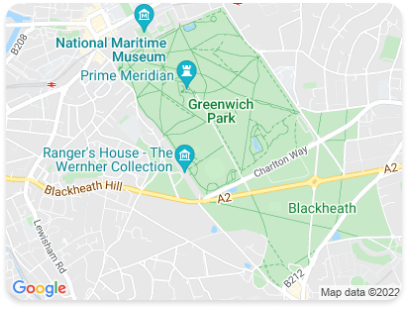 B208
National Maritime
Museum
Prime Meridian
Greenwich
Park
Ranger's House - The
Wernher Collection
Charlton Way
A2
Blackheath Hill
A2
Blackheath
Lewisham Rd
B212
Google
Map data ©2022